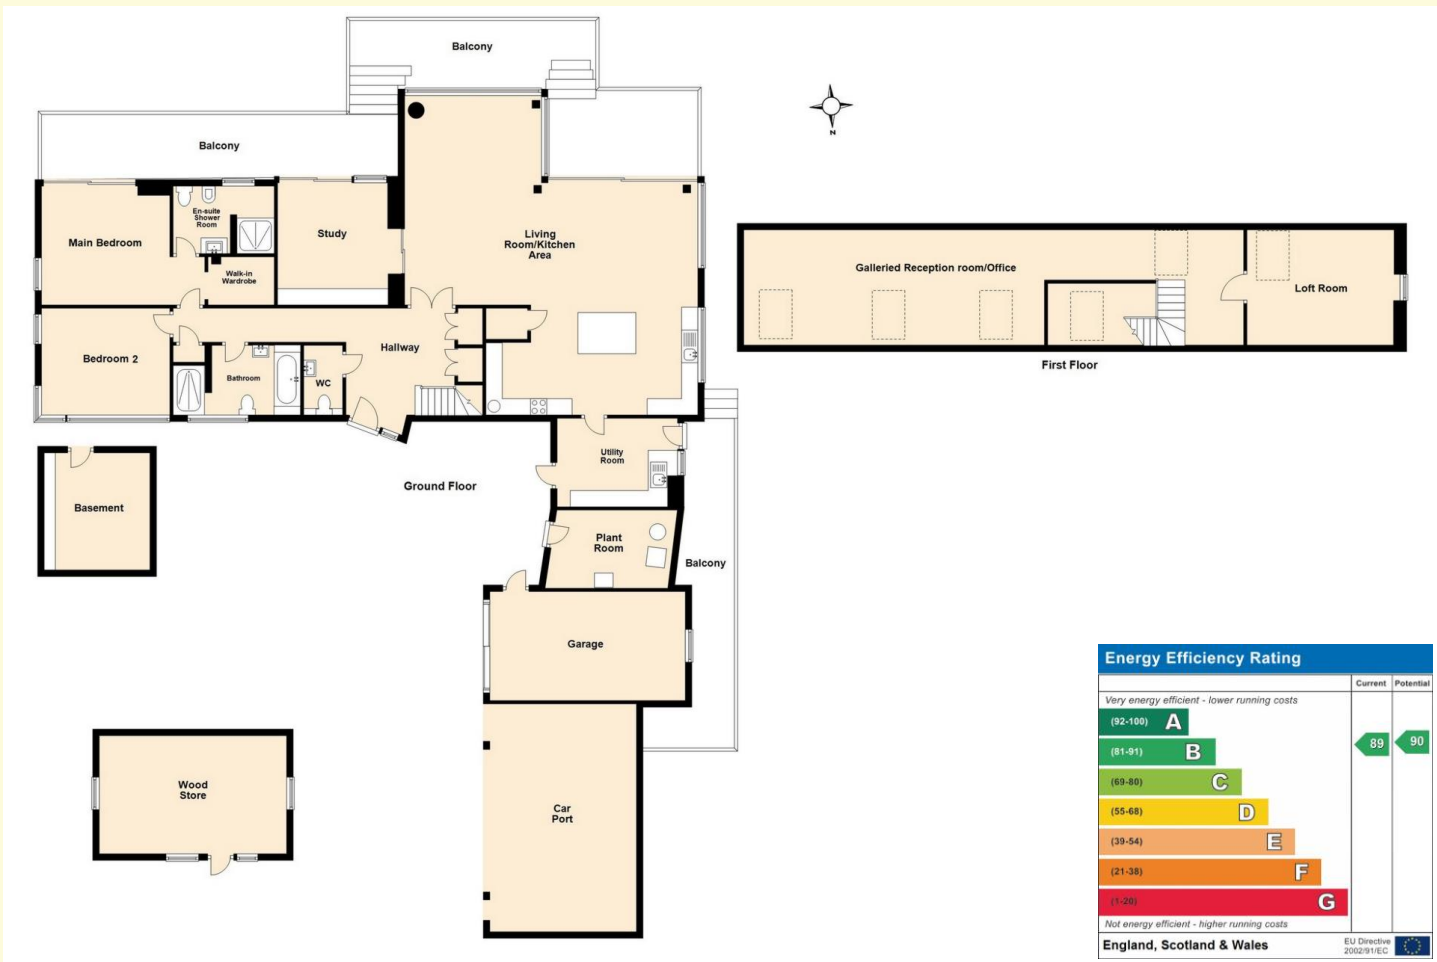 Balcony
Balcony
N
Main Bedroom
En-suite
Shower
Room
Study
Living
Room/Kitchen
Area
Walk-in
Wardrobe
Hallway
Bedroom 2
Bathroom
WC
Utility
Room
Ground Floor
Basement
Plant
Room
Balcony
Garage
Wood
Store
Car
Port
Galleried Reception room/Office
Loft Room
First Floor
Energy Efficiency Rating
Current Potential
Very energy efficient - lower running costs
(92-100) A
(81-91) B
89 90
(69-80) C
(55-68) D
(39-54) E
(21-38) F
(1-20) G
Not energy efficient - higher running costs
England, Scotland & Wales
EU Directive
2002/91/EC